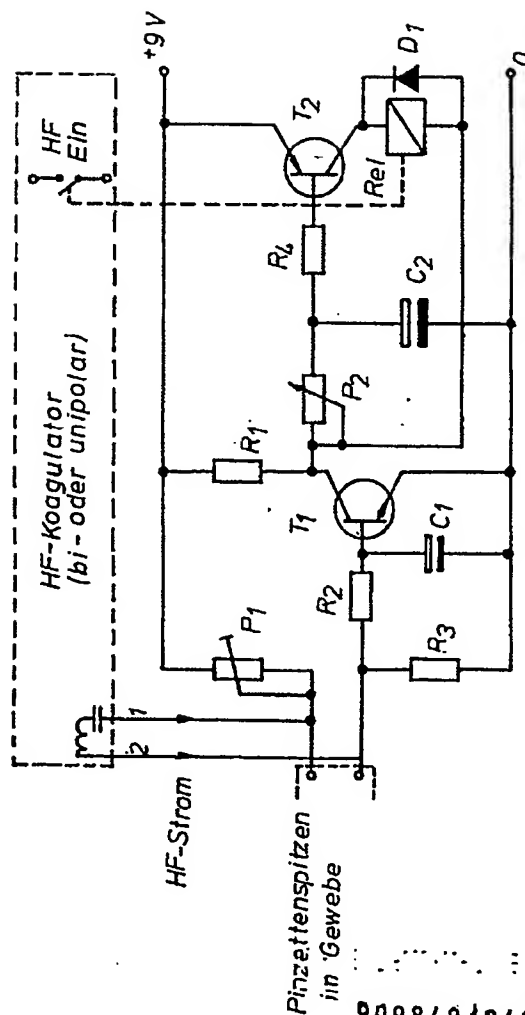 HF-Koagulator
(bi- oder unipolar)
HF
Ein
+9V
1
2
HF-Strom
P1
R1
T2
D1
Rel
R4
P2
C2
T1
R2
C1
R3
Pinzettenspitzen
im Gewebe
0